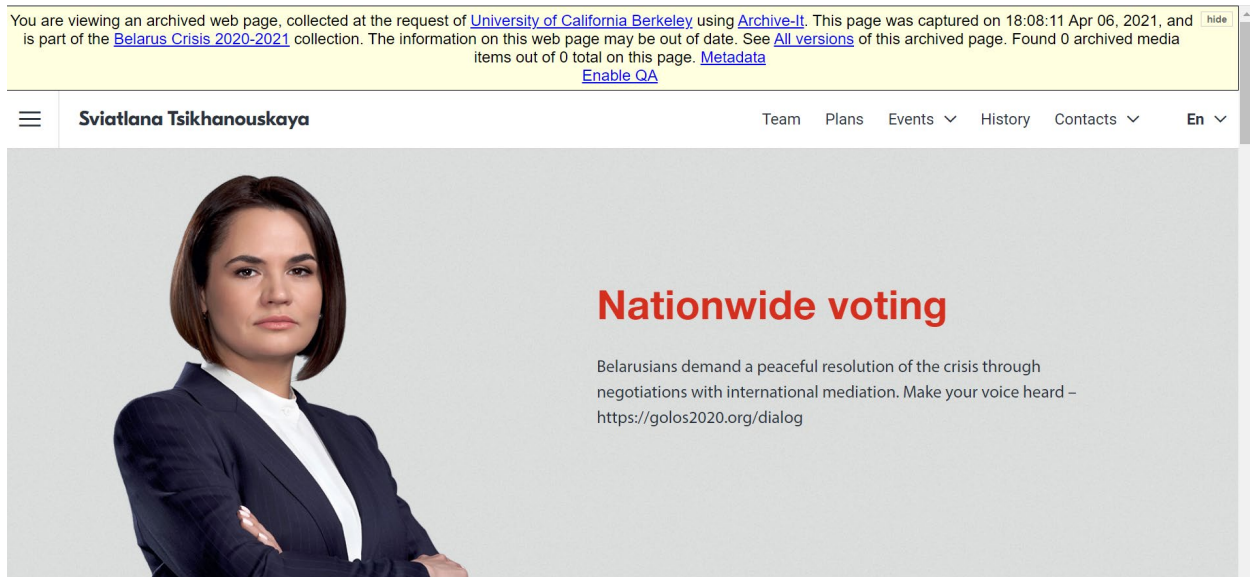 You are viewing an archived web page, collected at the request of University of California Berkeley using Archive-It. This page was captured on 18:08:11 Apr 06, 2021, and hide
is part of the Belarus Crisis 2020-2021 collection. The information on this web page may be out of date. See All versions of this archived page. Found 0 archived media
items out of 0 total on this page. Metadata
Enable QA
Sviatlana Tsikhanouskaya Team Plans Events History Contacts En
Nationwide voting
Belarusians demand a peaceful resolution of the crisis through
negotiations with international mediation. Make your voice heard –
https://golos2020.org/dialog